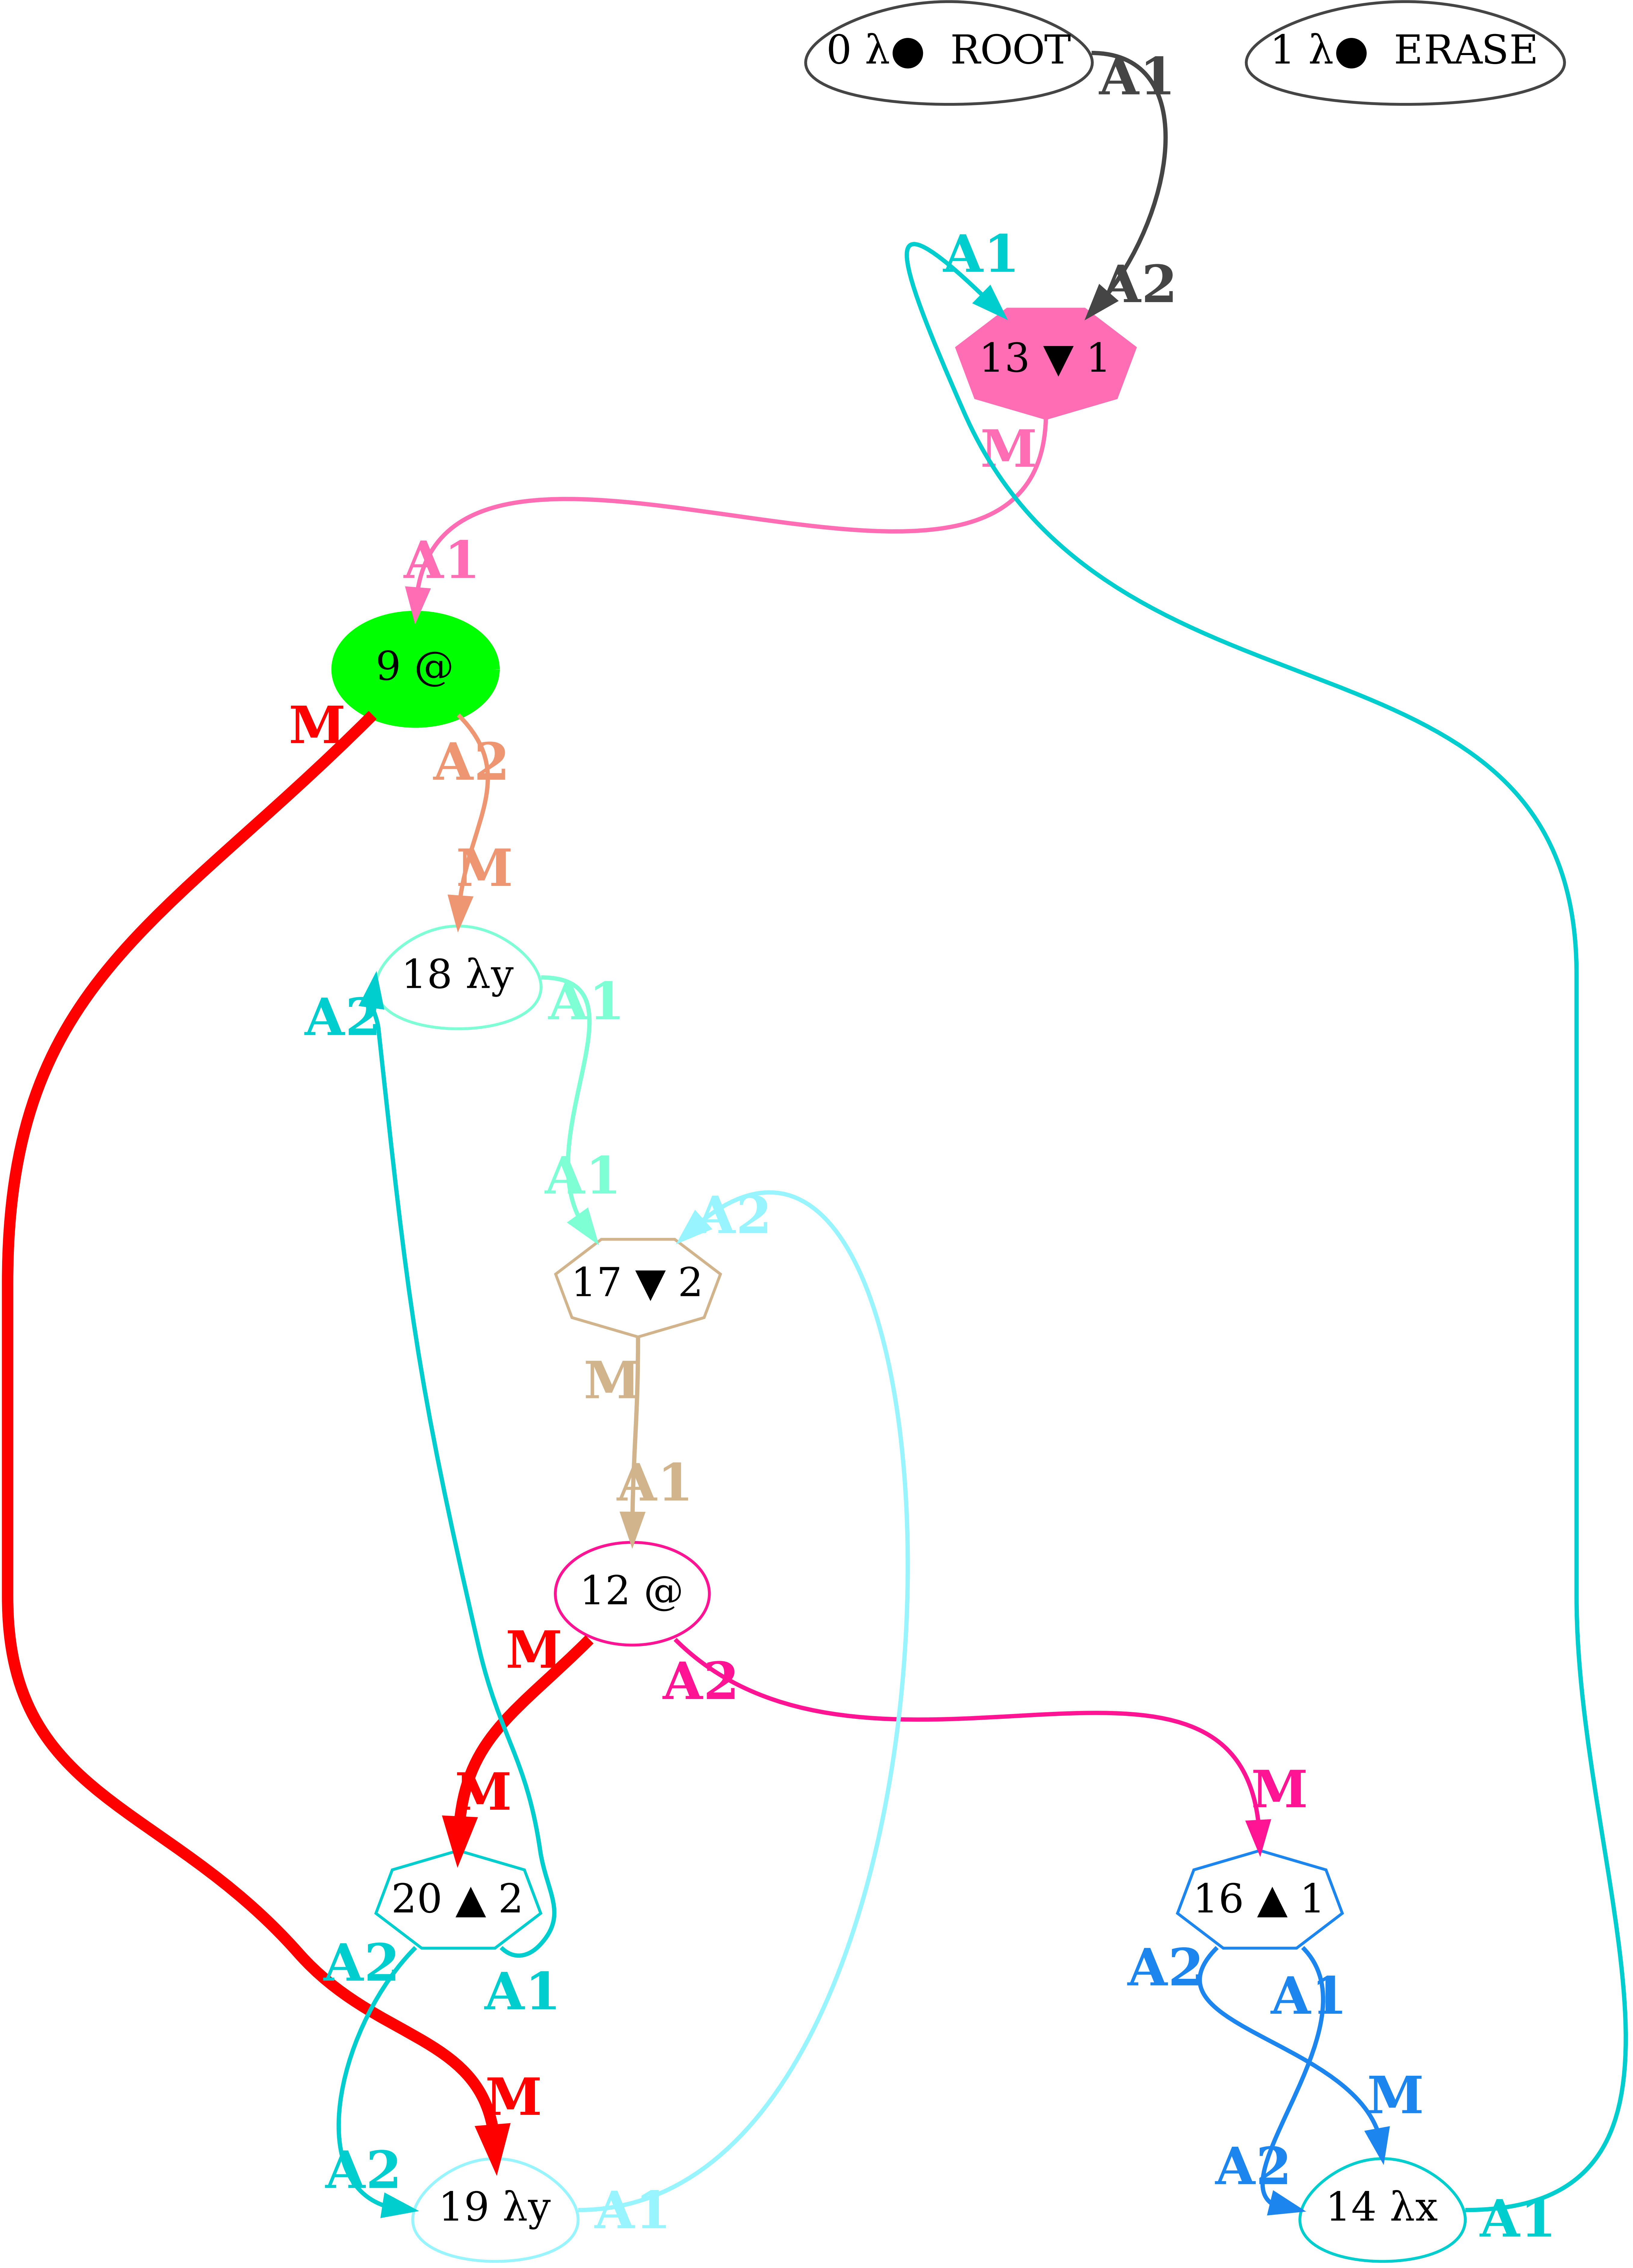 0 λ● ROOT
1 λ● ERASE
A1
A1
A2
13 ▼ 1
M
A1
9 @
M
A2
M
18 λy
A2
A1
A1
A2
17 ▼ 2
M
A1
12 @
M
A2
M
M
20 ▲ 2
16 ▲ 1
A2
A1
A2
A1
M
M
A2
A2
19 λy
A1
14 λx
A1